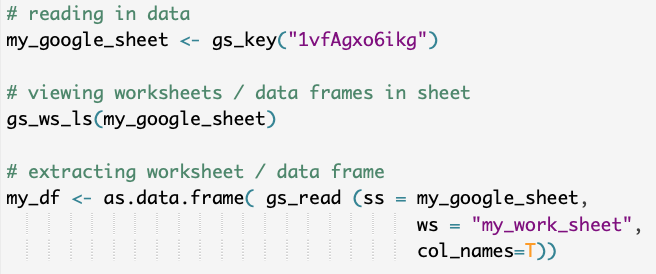 # reading in data
my_google_sheet <- gs_key("1vfAgxo6ikg")
# viewing worksheets / data frames in sheet
gs_ws_ls(my_google_sheet)
# extracting worksheet / data frame
my_df <- as.data.frame( gs_read (ss = my_google_sheet,
ws = "my_work_sheet",
col_names=T))